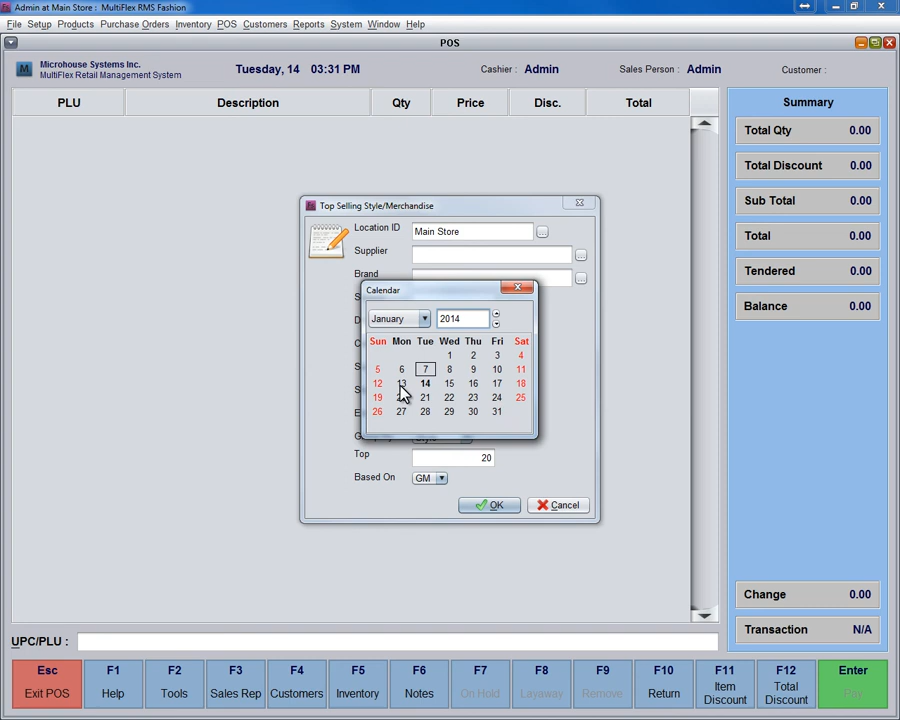 Admin at Main Store : MultiFlex RMS Fashion
File Setup Products Purchase Orders Inventory POS Customers Reports System Window Help
POS
Microhouse Systems Inc.
MultiFlex Retail Management System
Tuesday, 14 03:31 PM
Cashier : Admin
Sales Person : Admin
Customer :
PLU Description Qty Price Disc. Total
Summary
Total Qty 0.00
Total Discount 0.00
Sub Total 0.00
Total 0.00
Tendered 0.00
Balance 0.00
Top Selling Style/Merchandise
Location ID Main Store
Supplier
Brand
Calendar
January 2014
Sun Mon Tue Wed Thu Fri Sat
1 2 3 4
5 6 7 8 9 10 11
12 13 14 15 16 17 18
19 21 22 23 24 25
26 27 28 29 30 31
Top 20
Based On GM
OK Cancel
Change 0.00
Transaction N/A
UPC/PLU :
Esc Exit POS
F1 Help
F2 Tools
F3 Sales Rep
F4 Customers
F5 Inventory
F6 Notes
F7 On Hold
F8 Layaway
F9 Remove
F10 Return
F11 Item Discount
F12 Total Discount
Enter Pay